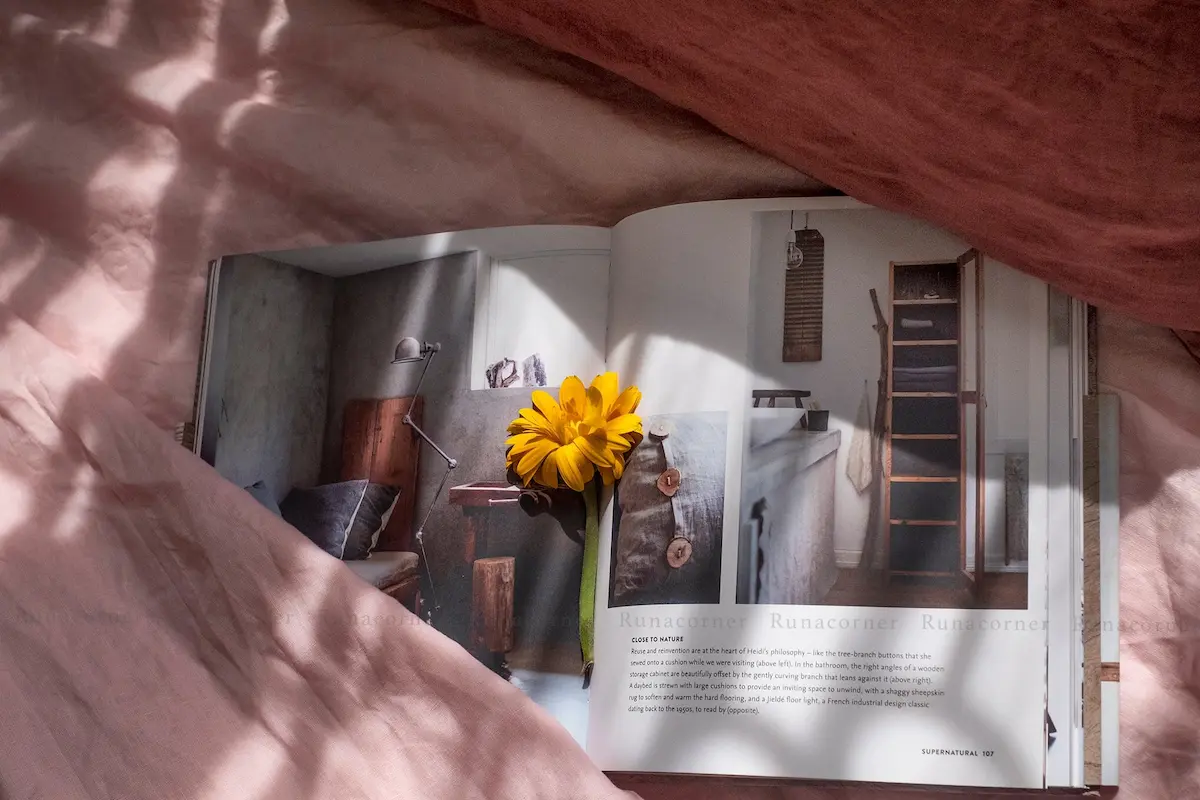 Runacorner Runacorner Runacorner Runacorner Runacorner Runacorner Runacorner Runacorner
CLOSE TO NATURE
Reuse and reinvention are at the heart of Heidi's philosophy – like the tree-branch buttons that she
sewed onto a cushion while we were visiting (above left). In the bathroom, the right angles of a wooden
storage cabinet are beautifully offset by the gently curving branch that leans against it (above right).
A daybed is strewn with large cushions to provide an inviting space to unwind, with a shaggy sheepskin
rug to soften and warm the hard flooring, and a Jielde floor light, a French industrial design classic
dating back to the 1950s, to read by (opposite).
SUPERNATURAL 107